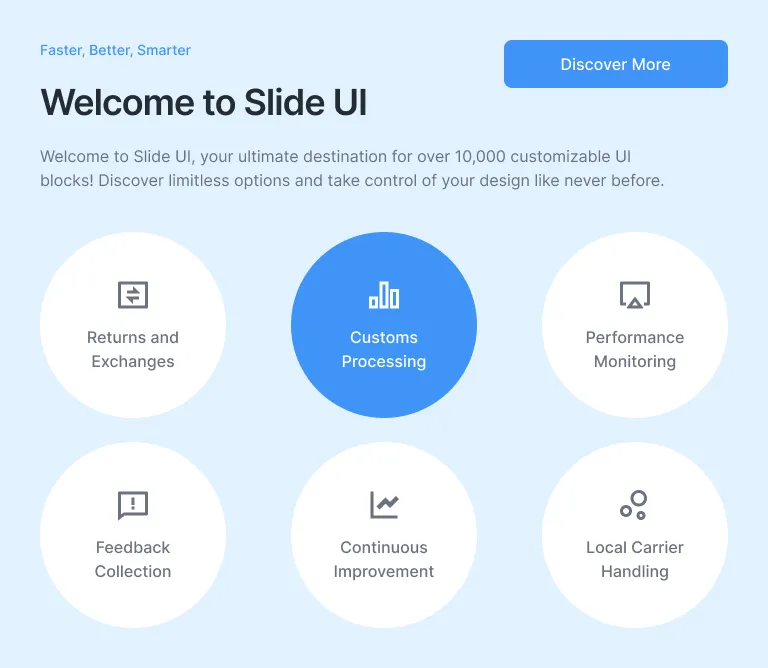 Faster, Better, Smarter
Discover More
Welcome to Slide UI
Welcome to Slide UI, your ultimate destination for over 10,000 customizable UI
blocks! Discover limitless options and take control of your design like never before.
Returns and
Exchanges
Customs
Processing
Performance
Monitoring
Feedback
Collection
Continuous
Improvement
Local Carrier
Handling